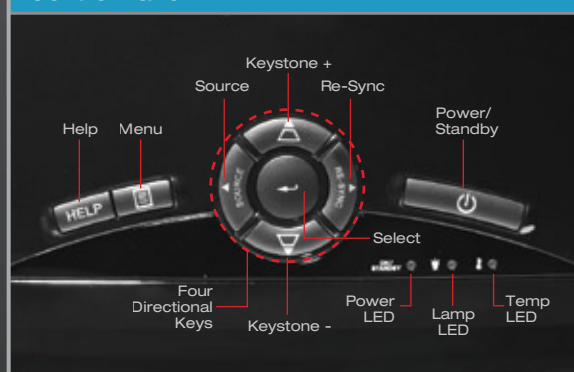 Keystone +
Source
Re-Sync
Power/
Standby
Help
Menu
HELP
SOURCE
RE-SYNC
Select
STANDBY
Four
Directional
Keys
Keystone -
Power
LED
Lamp
LED
Temp
LED